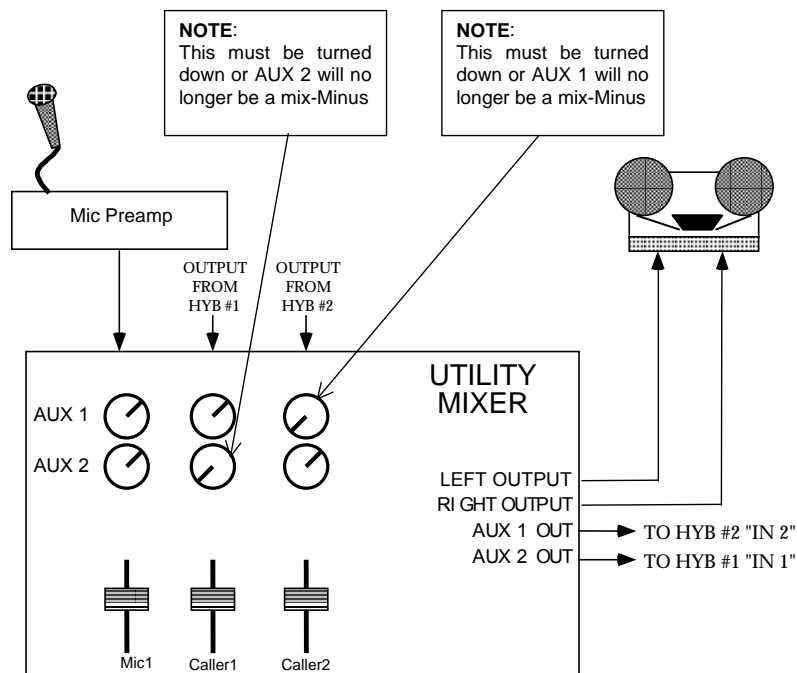 NOTE:
This must be turned
down or AUX 2 will no
longer be a mix-Minus
NOTE:
This must be turned
down or AUX 1 will no
longer be a mix-Minus
Mic Preamp
OUTPUT
FROM
HYB #1
OUTPUT
FROM
HYB #2
UTILITY
MIXER
AUX 1
AUX 2
LEFT OUTPUT
RI GHT OUTPUT
AUX 1 OUT
TO HYB #2 "IN 2"
AUX 2 OUT
TO HYB #1 "IN 1"
Mic1
Caller1
Caller2